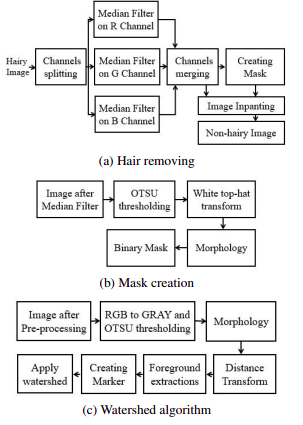 Median Filter
on R Channel
Hairy
Image
Channels
splitting
Median Filter
on G Channel
Channels
merging
Creating
Mask
Median Filter
on B Channel
Image Inpanting
Non-hairy Image
(a) Hair removing
Image after
Median Filter
OTSU
thresholding
White top-hat
transform
Binary Mask
Morphology
(b) Mask creation
Image after
Pre-processing
RGB to GRAY and
OTSU thresholding
Morphology
Apply
watershed
Creating
Marker
Foreground
extractions
Distance
Transform
(c) Watershed algorithm